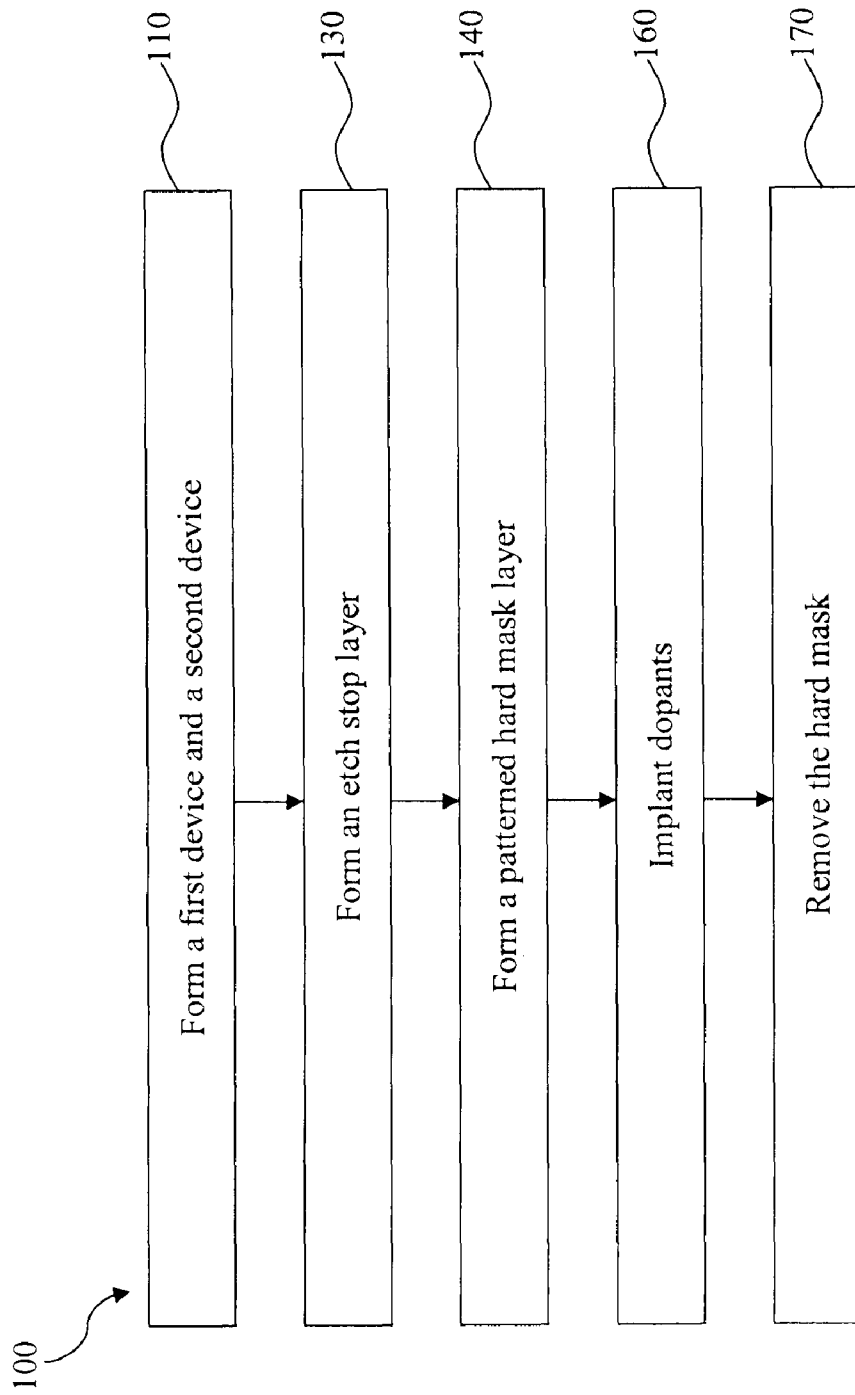 100
Form a first device and a second device
110
Form an etch stop layer
130
Form a patterned hard mask layer
140
Implant dopants
160
Remove the hard mask
170